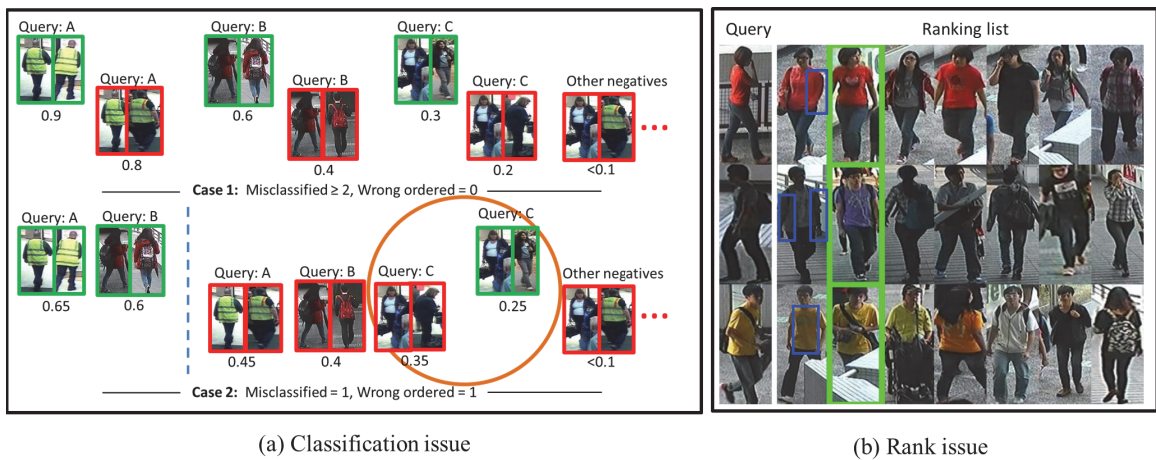 Query: A
Query: B
Query: C
Query: A
Query: B
Query: C
Other negatives
0.9
0.8
0.6
0.4
0.3
0.2
<0.1
Case 1: Misclassified ≥ 2, Wrong ordered = 0
Query: A
Query: B
Query: C
Query: A
Query: B
Query: C
Other negatives
0.65
0.6
0.45
0.4
0.35
0.25
<0.1
Case 2: Misclassified = 1, Wrong ordered = 1
(a) Classification issue
Query
Ranking list
(b) Rank issue